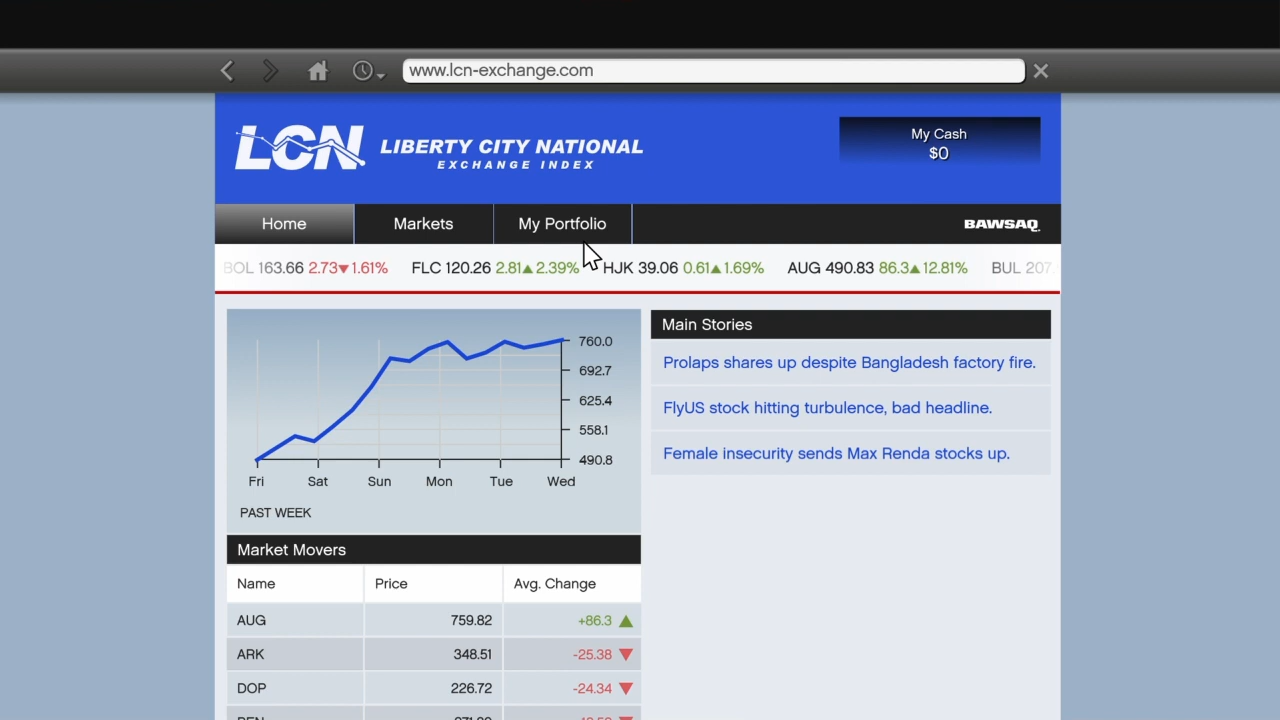 www.lcn-exchange.com
LCN LIBERTY CITY NATIONAL
EXCHANGE INDEX
My Cash
$0
Home Markets My Portfolio BAWSAQ
BOL 163.66 2.73▼1.61% FLC 120.26 2.81▲2.39% HJK 39.06 0.61▲1.69% AUG 490.83 86.3▲12.81% BUL 207.
760.0
692.7
625.4
558.1
490.8
Fri Sat Sun Mon Tue Wed
PAST WEEK
Market Movers
Name Price Avg. Change
AUG 759.82 +86.3 ▲
ARK 348.51 -25.38 ▼
DOP 226.72 -24.34 ▼
Main Stories
Prolaps shares up despite Bangladesh factory fire.
FlyUS stock hitting turbulence, bad headline.
Female insecurity sends Max Renda stocks up.